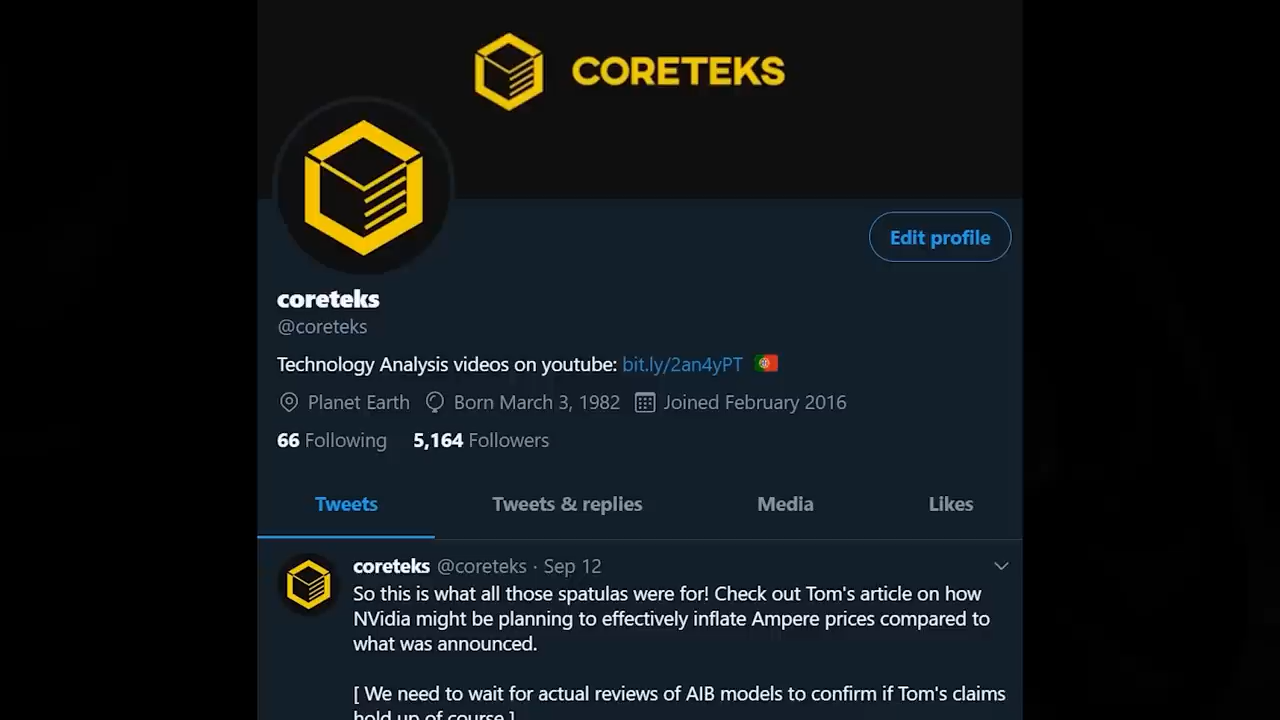 CORETEKS
Edit profile
coreteks
@coreteks
Technology Analysis videos on youtube: bit.ly/2an4yPT
Planet Earth Born March 3, 1982 Joined February 2016
66 Following 5,164 Followers
Tweets Tweets & replies Media Likes
coreteks @coreteks · Sep 12
So this is what all those spatulas were for! Check out Tom's article on how
NVidia might be planning to effectively inflate Ampere prices compared to
what was announced.
[ We need to wait for actual reviews of AIB models to confirm if Tom's claims
hold up of course ]